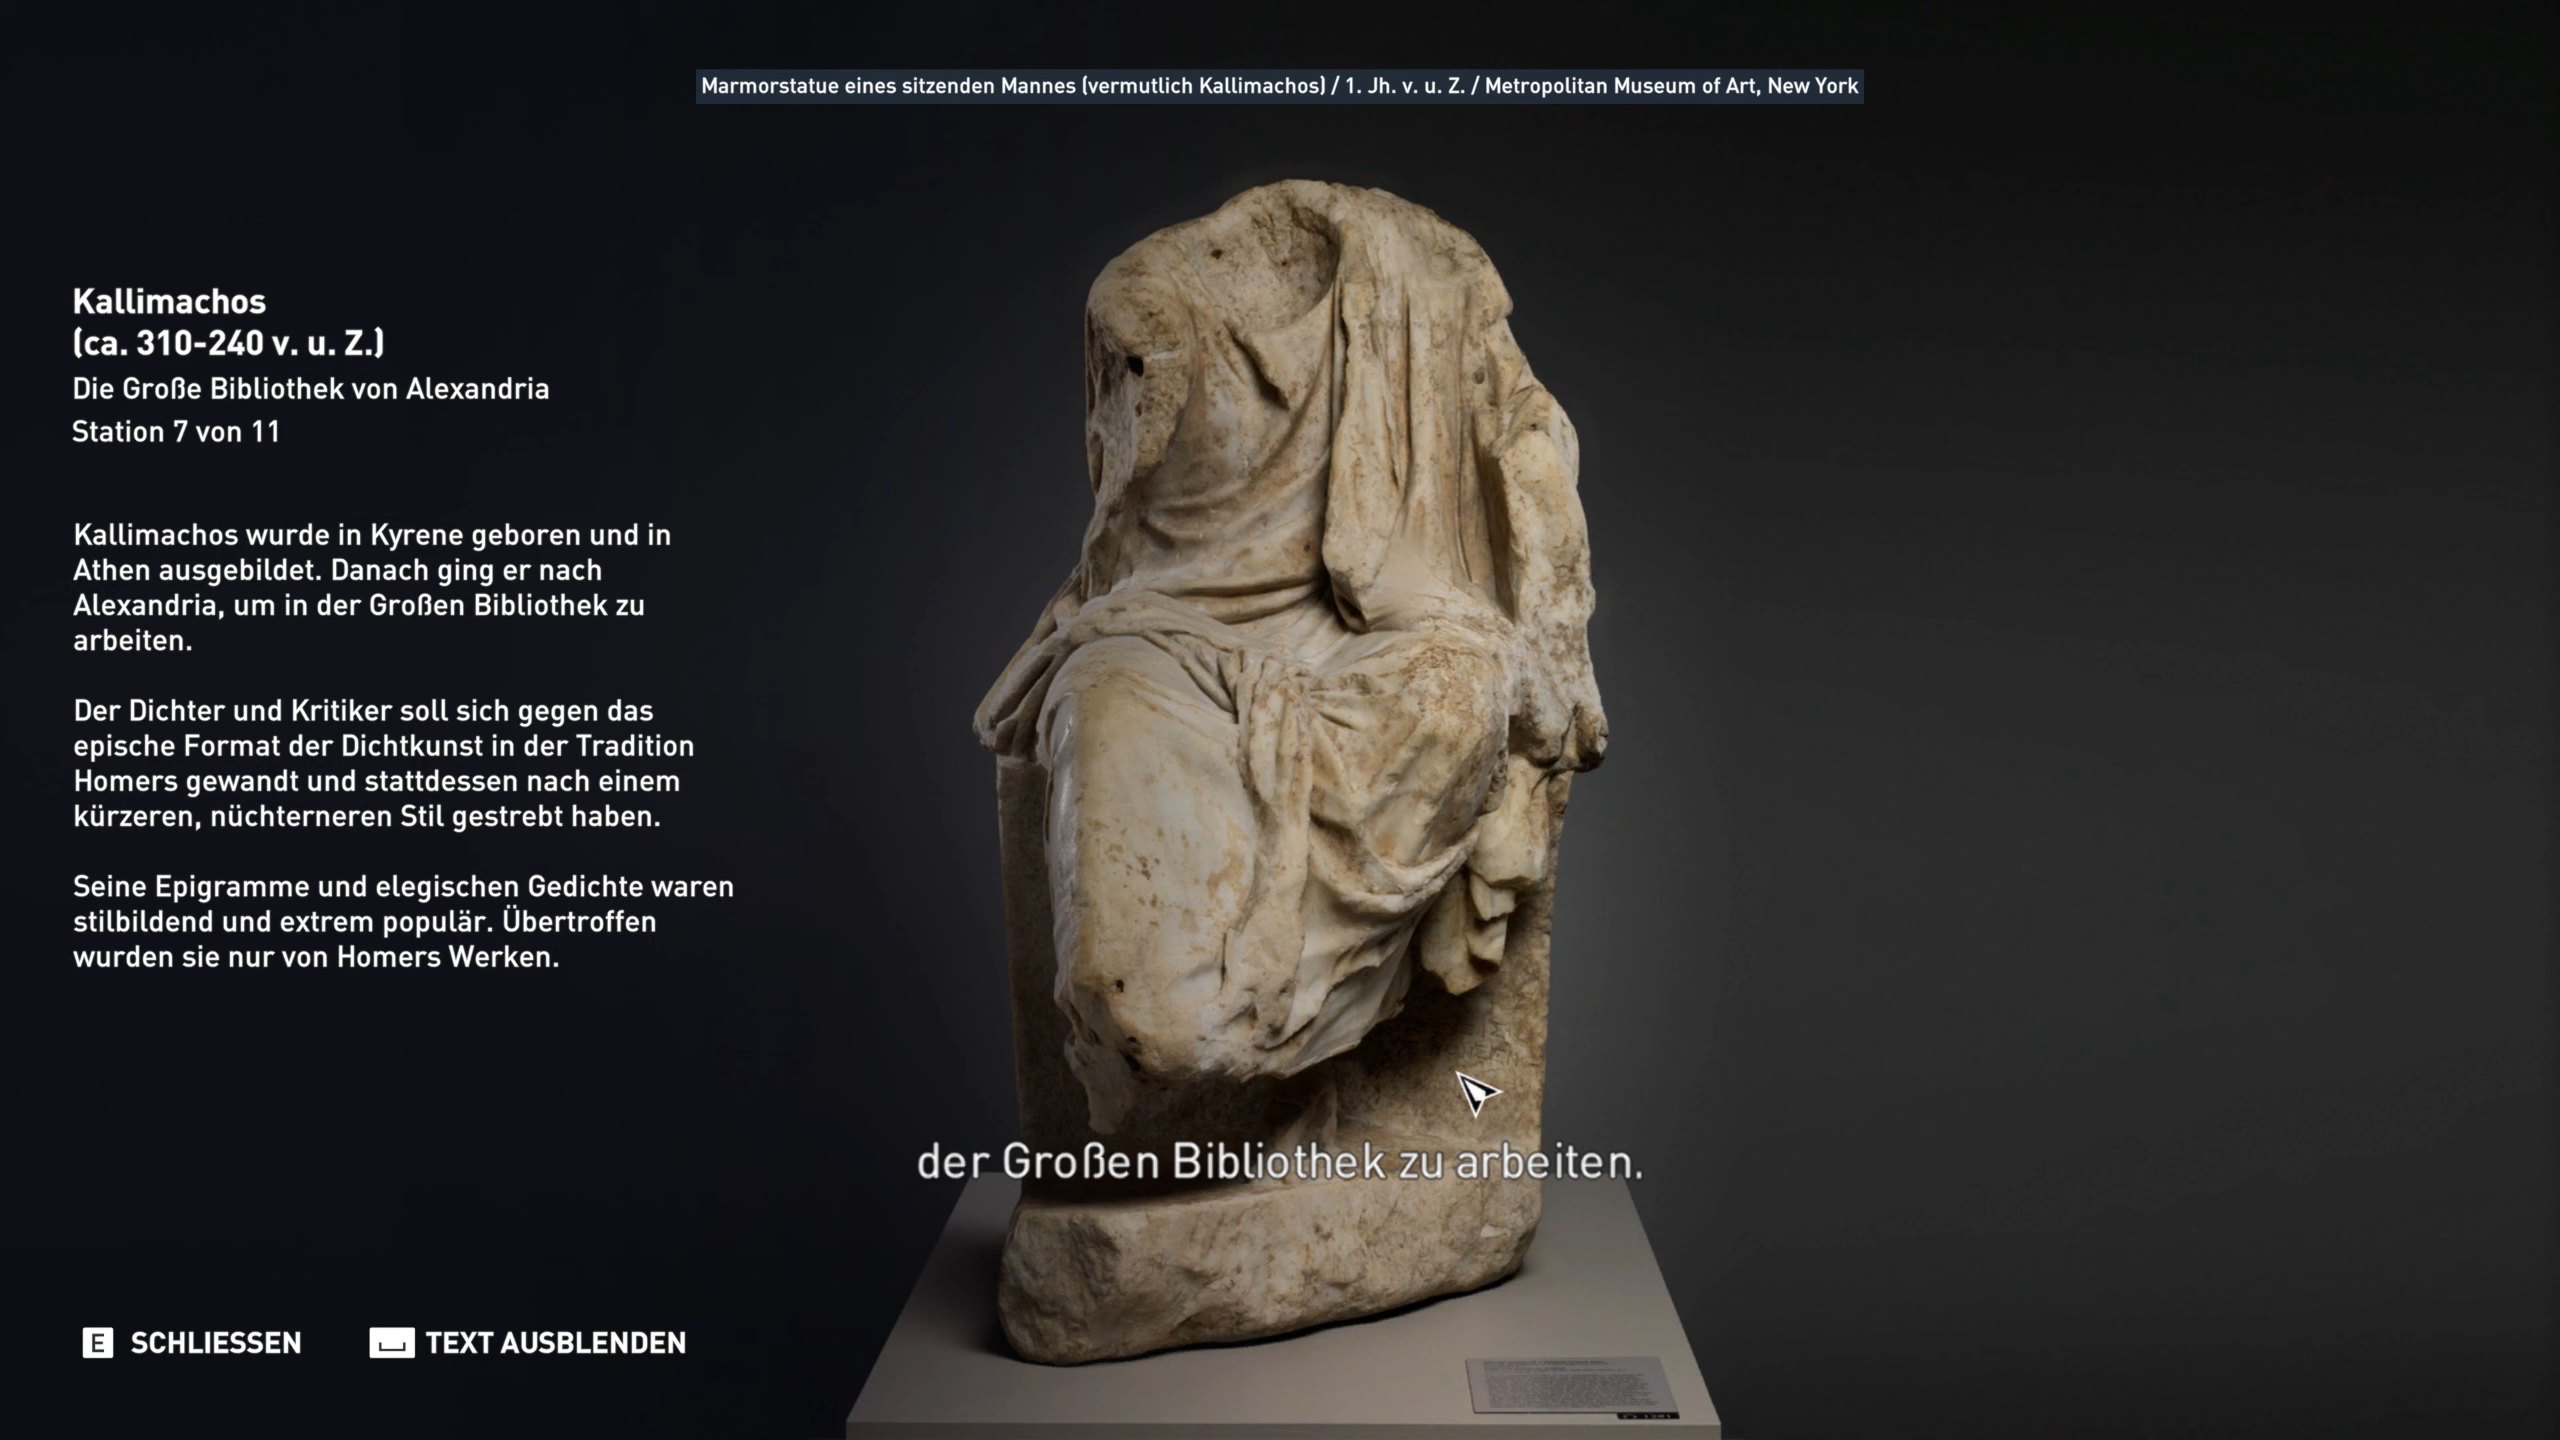 Marmorstatue eines sitzenden Mannes (vermutlich Kallimachos) / 1. Jh. v. u. Z. / Metropolitan Museum of Art, New York
Kallimachos
(ca. 310-240 v. u. Z.)
Die Große Bibliothek von Alexandria
Station 7 von 11
Kallimachos wurde in Kyrene geboren und in
Athen ausgebildet. Danach ging er nach
Alexandria, um in der Großen Bibliothek zu
arbeiten.
Der Dichter und Kritiker soll sich gegen das
epische Format der Dichtkunst in der Tradition
Homers gewandt und stattdessen nach einem
kürzeren, nüchterneren Stil gestrebt haben.
Seine Epigramme und elegischen Gedichte waren
stilbildend und extrem populär. Übertroffen
wurden sie nur von Homers Werken.
der Großen Bibliothek zu arbeiten.
E SCHLIESSEN
TEXT AUSBLENDEN